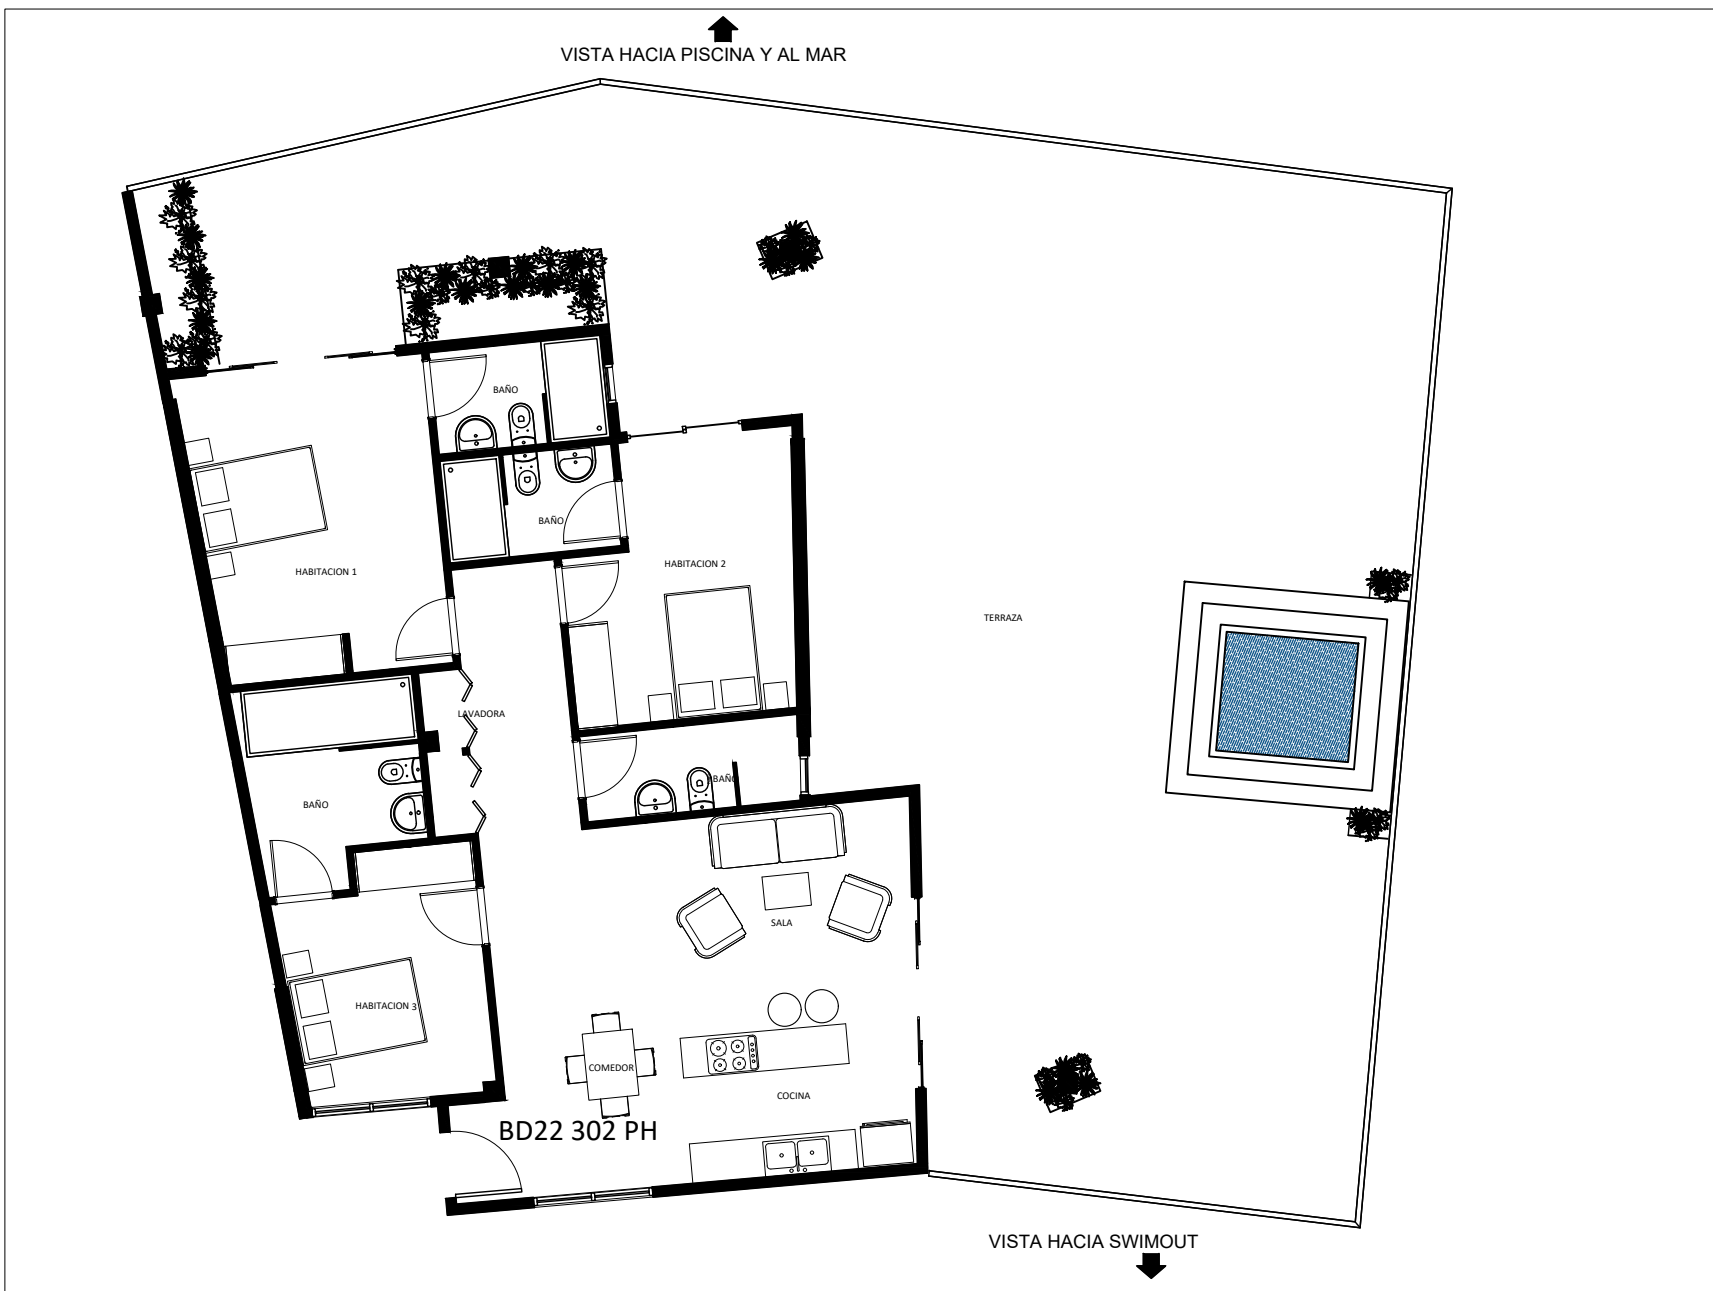 VISTA HACIA PISCINA Y AL MAR
BAÑO
BAÑO
HABITACION 1
HABITACION 2
TERRAZA
LAVADORA
BAÑO
BAÑO
SALA
HABITACION 3
COMEDOR
COCINA
BD22 302 PH
VISTA HACIA SWIMOUT